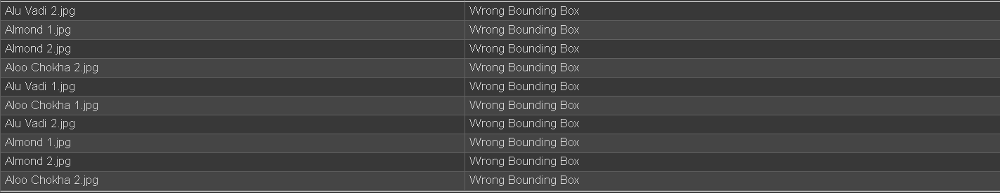 Alu Vadi 2.jpg Wrong Bounding Box
Almond 1.jpg Wrong Bounding Box
Almond 2.jpg Wrong Bounding Box
Aloo Chokha 2.jpg Wrong Bounding Box
Alu Vadi 1.jpg Wrong Bounding Box
Aloo Chokha 1.jpg Wrong Bounding Box
Alu Vadi 2.jpg Wrong Bounding Box
Almond 1.jpg Wrong Bounding Box
Almond 2.jpg Wrong Bounding Box
Aloo Chokha 2.jpg Wrong Bounding Box